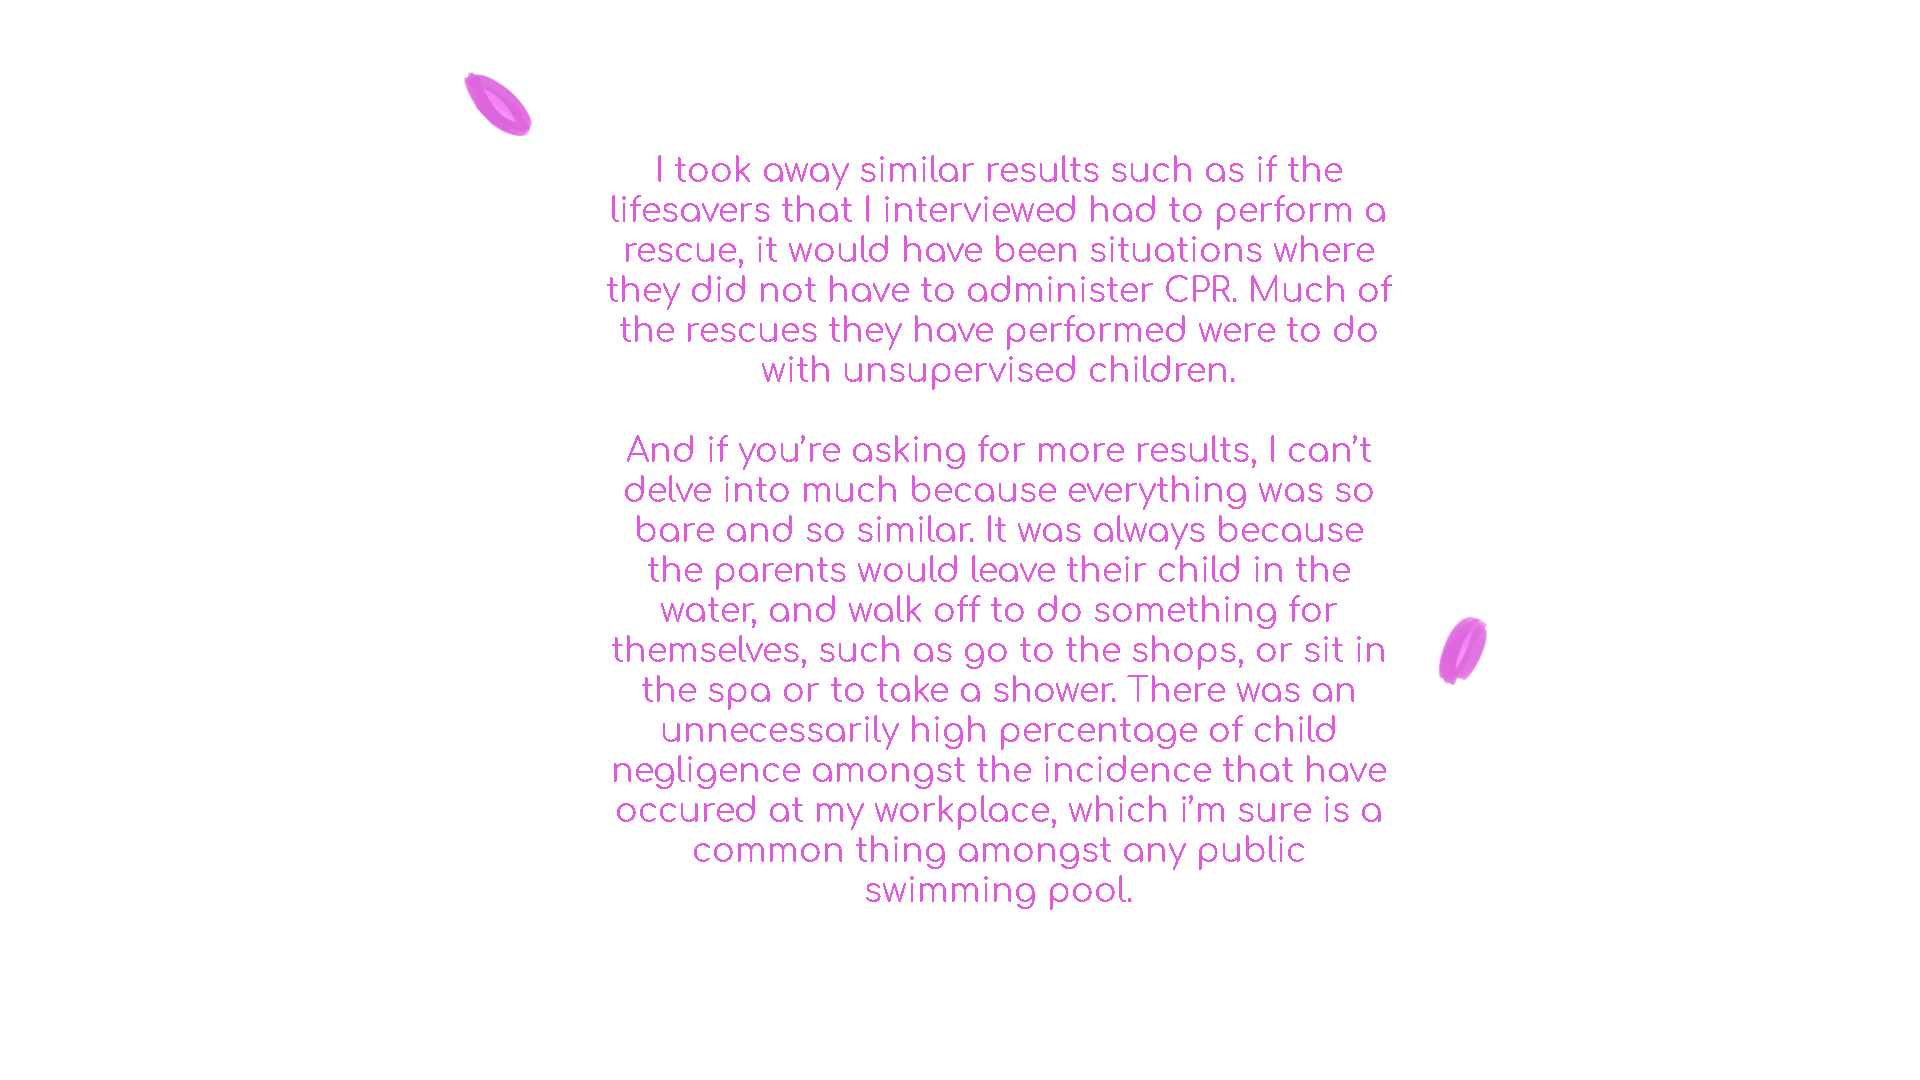 I took away similar results such as if the
lifesavers that I interviewed had to perform a
rescue, it would have been situations where
they did not have to administer CPR. Much of
the rescues they have performed were to do
with unsupervised children.
And if you’re asking for more results, I can’t
delve into much because everything was so
bare and so similar. It was always because
the parents would leave their child in the
water, and walk off to do something for
themselves, such as go to the shops, or sit in
the spa or to take a shower. There was an
unnecessarily high percentage of child
negligence amongst the incidence that have
occured at my workplace, which i’m sure is a
common thing amongst any public
swimming pool.